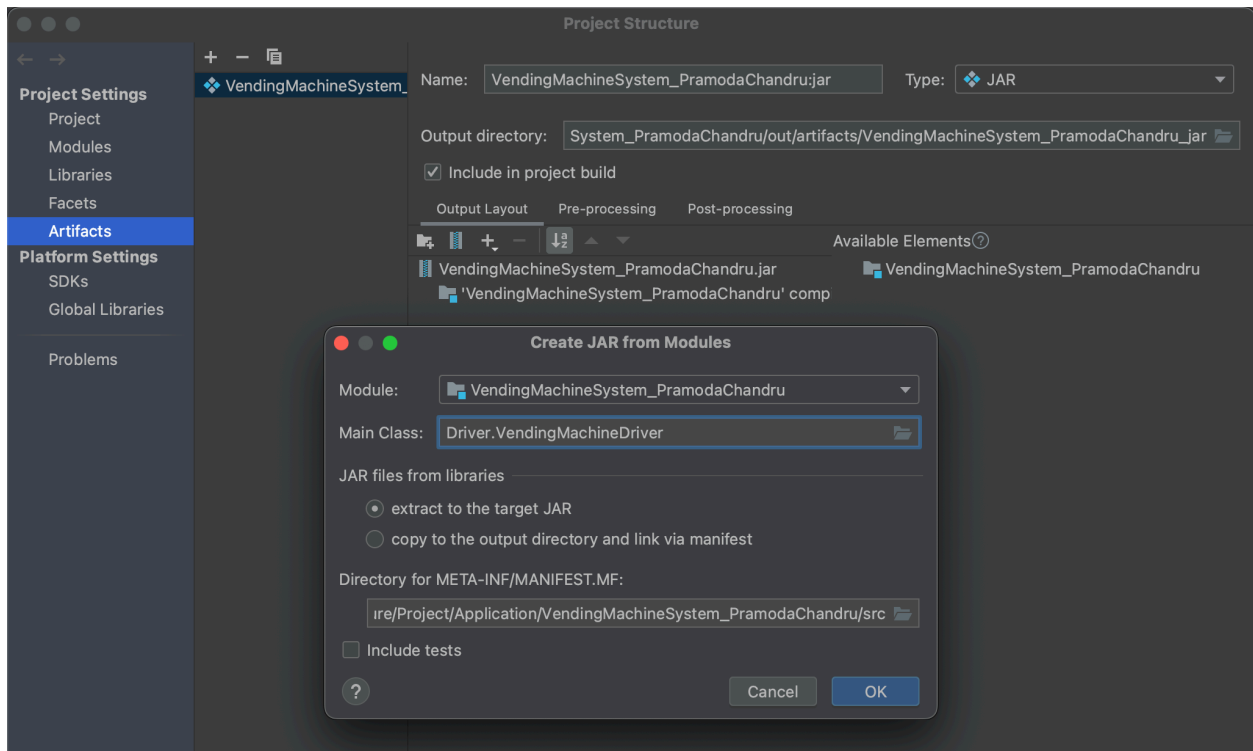 Project Structure
Project Settings
Project
Modules
Libraries
Facets
Artifacts
Platform Settings
SDKs
Global Libraries
Problems
VendingMachineSystem_
Name: VendingMachineSystem_PramodaChandru:jar Type: JAR
Output directory: System_PramodaChandru/out/artifacts/VendingMachineSystem_PramodaChandru_jar
Include in project build
Output Layout Pre-processing Post-processing
Available Elements
VendingMachineSystem_PramodaChandru.jar
'VendingMachineSystem_PramodaChandru' comp
VendingMachineSystem_PramodaChandru
Create JAR from Modules
Module: VendingMachineSystem_PramodaChandru
Main Class: Driver.VendingMachineDriver
JAR files from libraries
extract to the target JAR
copy to the output directory and link via manifest
Directory for META-INF/MANIFEST.MF:
re/Project/Application/VendingMachineSystem_PramodaChandru/src
Include tests
? Cancel OK